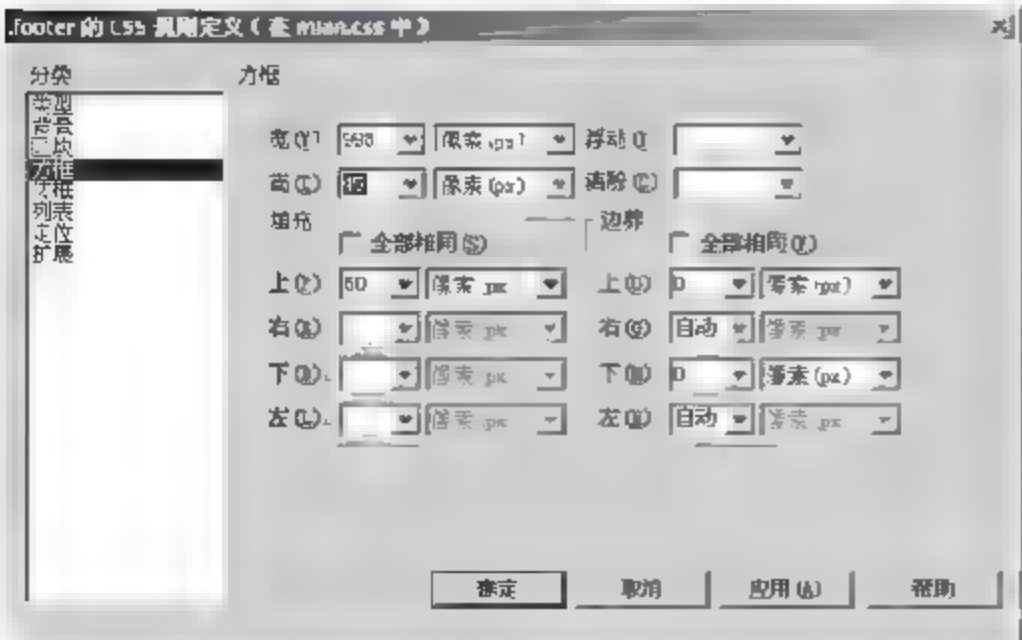 .footer 的 CSS 规则定义（在 mian.css 中）
分类 方框
类型
背景
区块
方框
边框
列表
定位
扩展
宽(W) 像素(px) 浮动(T)
高(E) 像素(px) 清除(C)
填充 边界
全部相同(S) 全部相同(F)
上(P) 60 像素(px) 上(O) 0 像素(px)
右(R) 像素(px) 右(G) 自动 像素(px)
下(B) 像素(px) 下(M) 0 像素(px)
左(L) 像素(px) 左(N) 自动 像素(px)
确定 取消 应用(A) 帮助